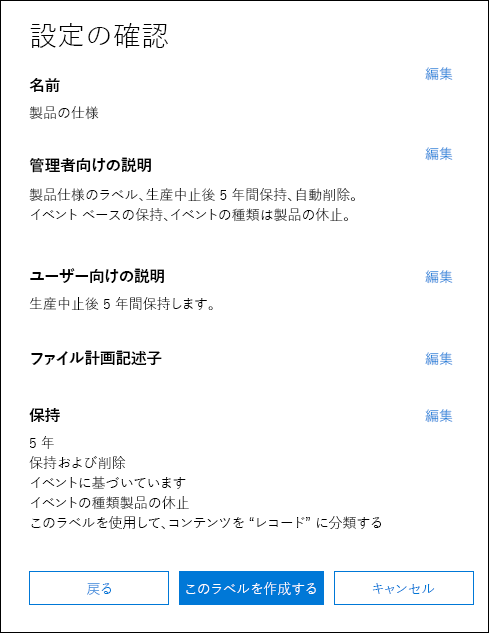 設定の確認
編集
名前
製品の仕様
編集
管理者向けの説明
製品仕様のラベル、生産中止後 5 年間保持、自動削除。
イベント ベースの保持、イベントの種類は製品の休止。
ユーザー向けの説明
編集
生産中止後 5 年間保持します。
ファイル計画記述子
編集
保持
編集
5 年
保持および削除
イベントに基づいています
イベントの種類製品の休止
このラベルを使用して、コンテンツを “レコード” に分類する
戻る
このラベルを作成する
キャンセル